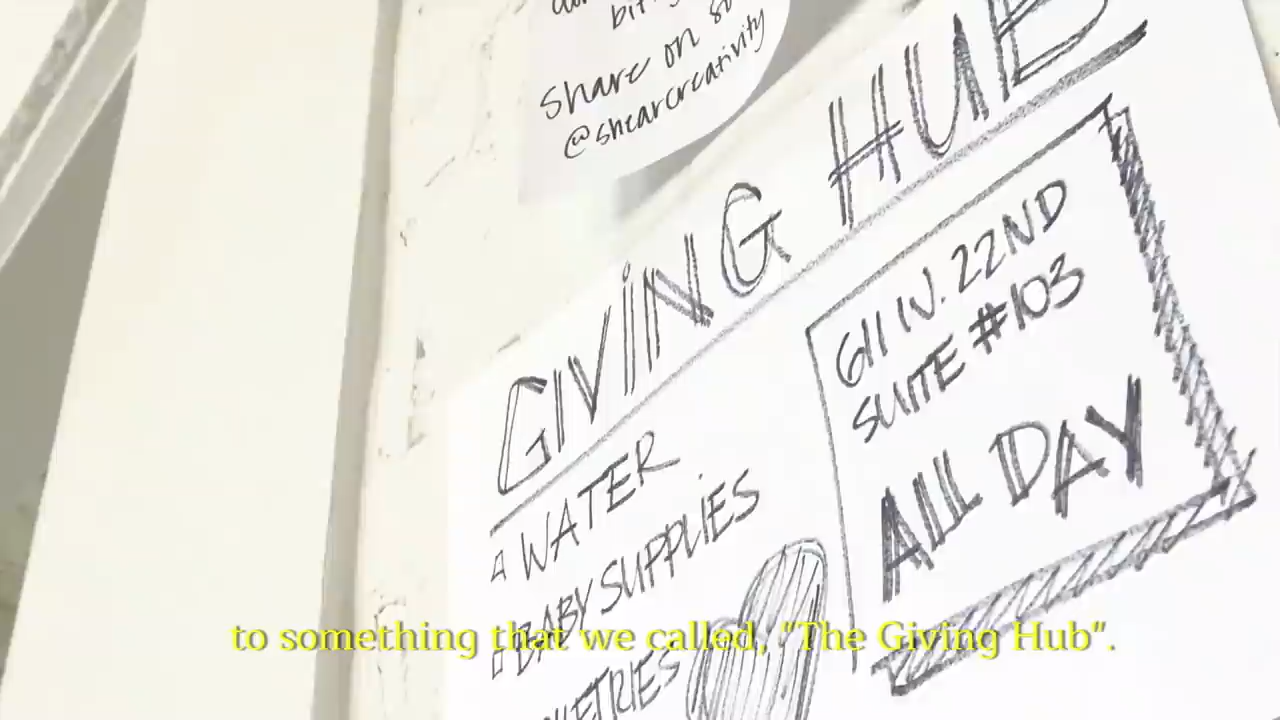 Share on
@shearcreativity
GIVING HUB
611 W. 22ND
SUITE #103
ALL DAY
WATER
BABY SUPPLIES
to something that we called, "The Giving Hub".